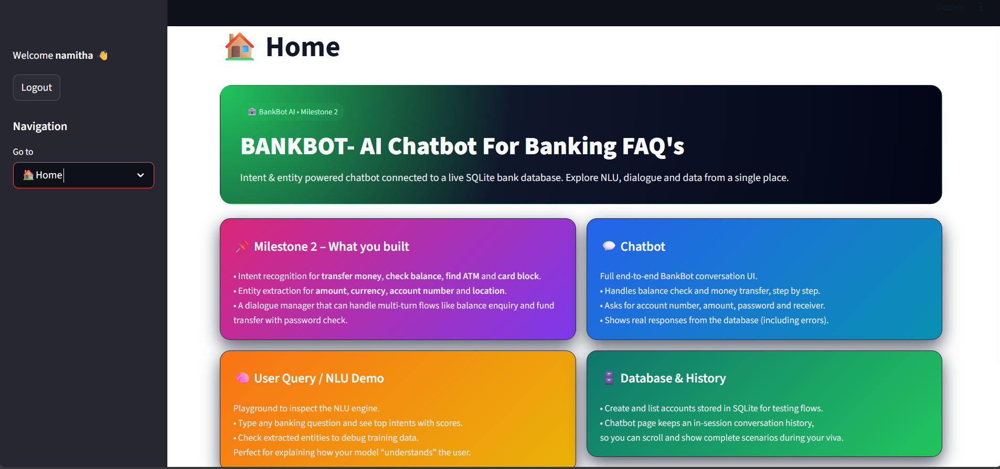 Deploy
Welcome namitha 👋
Logout
Navigation
Go to
🏠 Home
🏠 Home
🏦 BankBot AI • Milestone 2
BANKBOT- AI Chatbot For Banking FAQ's
Intent & entity powered chatbot connected to a live SQLite bank database. Explore NLU, dialogue and data from a single place.
📌 Milestone 2 – What you built
• Intent recognition for transfer money, check balance, find ATM and card block.
• Entity extraction for amount, currency, account number and location.
• A dialogue manager that can handle multi-turn flows like balance enquiry and fund
transfer with password check.
💬 Chatbot
Full end-to-end BankBot conversation UI.
• Handles balance check and money transfer, step by step.
• Asks for account number, amount, password and receiver.
• Shows real responses from the database (including errors).
🧠 User Query / NLU Demo
Playground to inspect the NLU engine.
• Type any banking question and see top intents with scores.
• Check extracted entities to debug training data.
Perfect for explaining how your model “understands” the user.
🗄️ Database & History
• Create and list accounts stored in SQLite for testing flows.
• Chatbot page keeps an in-session conversation history,
so you can scroll and show complete scenarios during your viva.